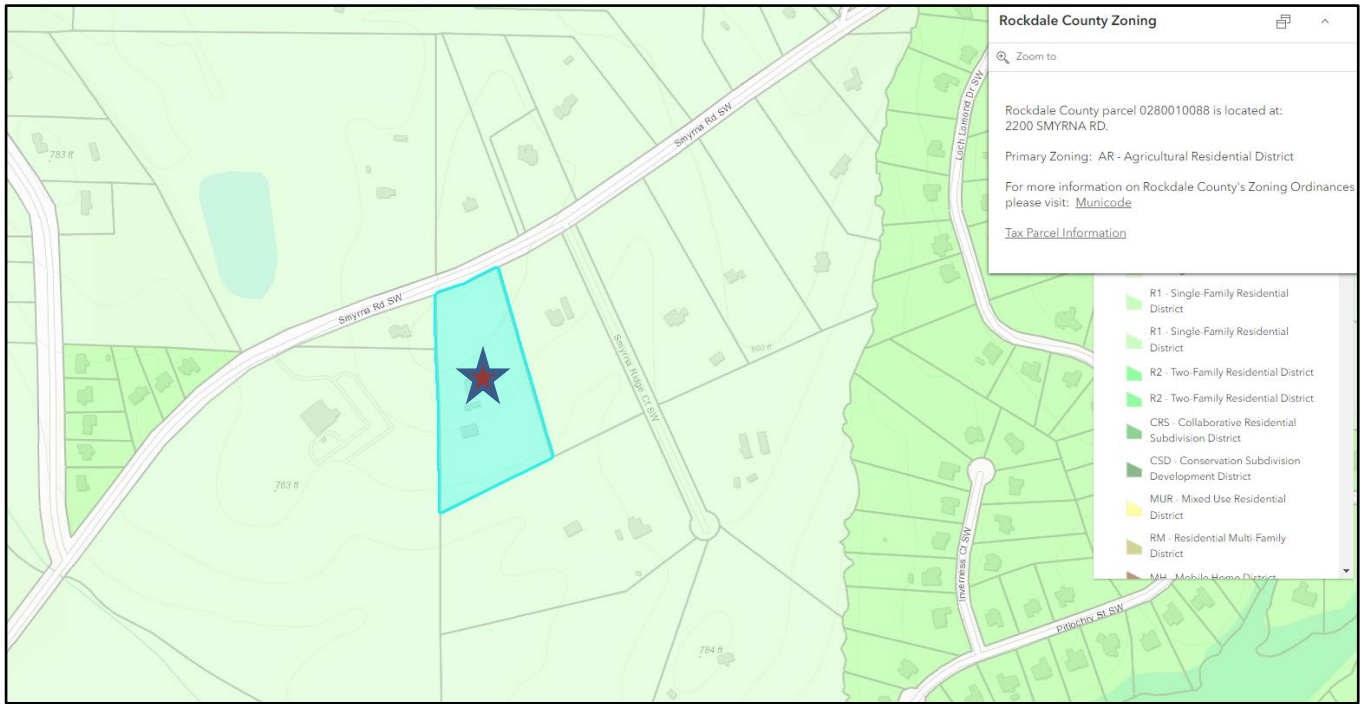 Rockdale County Zoning
Zoom to
Rockdale County parcel 0280010088 is located at:
2200 SMYRNA RD.
Primary Zoning: AR - Agricultural Residential District
For more information on Rockdale County's Zoning Ordinances
please visit: Municode
Tax Parcel Information
R1 - Single-Family Residential
District
R1 - Single-Family Residential
District
R2 - Two-Family Residential District
R2 - Two-Family Residential District
CRS - Collaborative Residential
Subdivision District
CSD - Conservation Subdivision
Development District
MUR - Mixed Use Residential
District
RM - Residential Multi-Family
District
MH - Mobile Home District
783 ft
Smyrna Rd SW
Loch Lomond Dr SW
Smyrna Rd SW
Smyrna Ridge Ct SW
800 ft
763 ft
Inverness Ct SW
Pitlochry St SW
784 ft